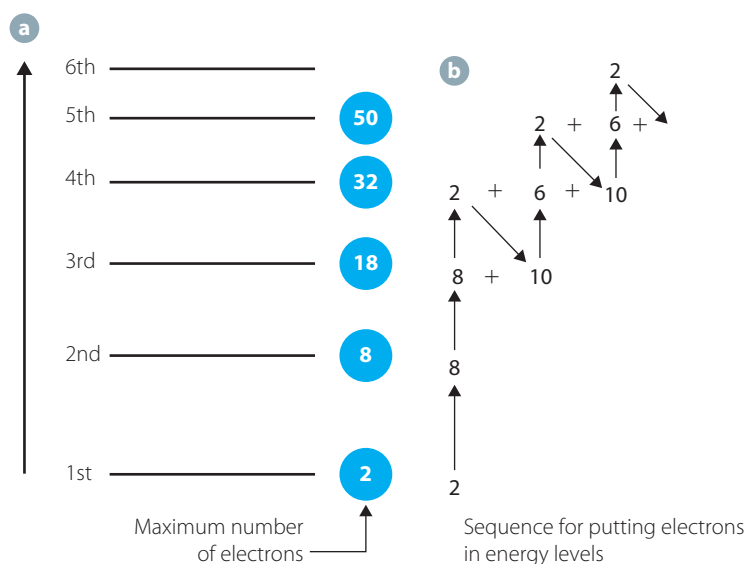 a
6th
5th 50
4th 32
3rd 18
2nd 8
1st 2
Maximum number
of electrons
b
2
2 + 6 +
2 + 6 + 10
8 + 10
8
2
Sequence for putting electrons
in energy levels